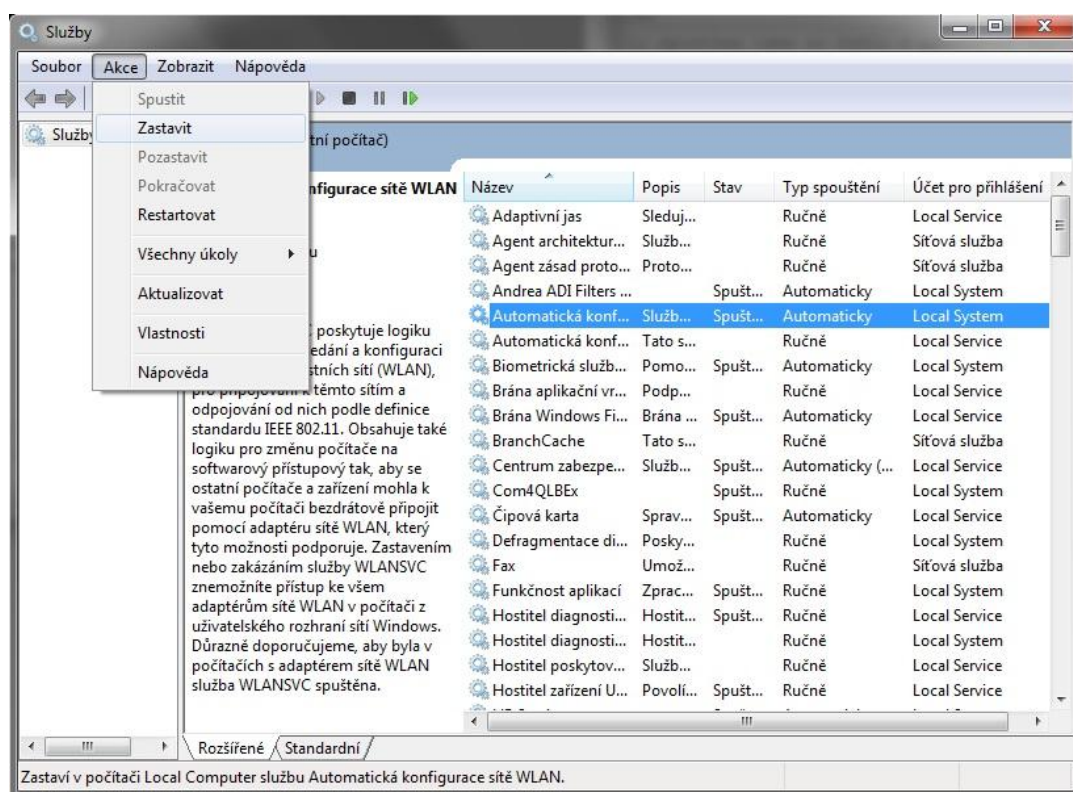 Služby
Soubor Akce Zobrazit Nápověda
Spustit
Zastavit
Pozastavit
Pokračovat
Restartovat
Všechny úkoly
Aktualizovat
Vlastnosti
Nápověda
Služby
tní počítač)
nfigurace sítě WLAN
u
poskytuje logiku
edání a konfiguraci
stních sítí (WLAN),
pro připojování k těmto sítím a
odpojování od nich podle definice
standardu IEEE 802.11. Obsahuje také
logiku pro změnu počítače na
softwarový přístupový tak, aby se
ostatní počítače a zařízení mohla k
vašemu počítači bezdrátově připojit
pomocí adaptéru sítě WLAN, který
tyto možnosti podporuje. Zastavením
nebo zakázáním služby WLANSVC
znemožníte přístup ke všem
adaptérům sítě WLAN v počítači z
uživatelského rozhraní sítí Windows.
Důrazně doporučujeme, aby byla v
počítačích s adaptérem sítě WLAN
služba WLANSVC spuštěna.
Název Popis Stav Typ spouštění Účet pro přihlášení
Adaptivní jas Sleduj... Ručně Local Service
Agent architektur... Služb... Ručně Síťová služba
Agent zásad proto... Proto... Ručně Síťová služba
Andrea ADI Filters ... Spušt... Automaticky Local System
Automatická konf... Služb... Spušt... Automaticky Local System
Automatická konf... Tato s... Ručně Local System
Biometrická služb... Pomo... Spušt... Automaticky Local System
Brána aplikační vr... Podp... Ručně Local Service
Brána Windows Fi... Brána ... Spušt... Automaticky Local Service
BranchCache Tato s... Ručně Síťová služba
Centrum zabezpe... Služb... Spušt... Automaticky (... Local Service
Com4QLBEx Spušt... Ručně Local System
Čipová karta Sprav... Spušt... Automaticky Local Service
Defragmentace di... Posky... Ručně Local System
Fax Umož... Ručně Síťová služba
Funkčnost aplikací Zprac... Spušt... Ručně Local System
Hostitel diagnosti... Hostit... Spušt... Ručně Local Service
Hostitel diagnosti... Hostit... Ručně Local System
Hostitel poskytov... Služb... Ručně Local Service
Hostitel zařízení U... Povolí... Spušt... Ručně Local Service
Rozšířené Standardní
Zastaví v počítači Local Computer službu Automatická konfigurace sítě WLAN.